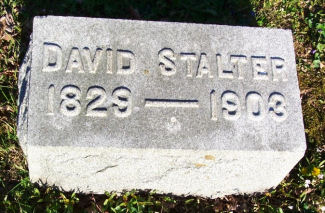 DAVID STALTER
1829 — 1903